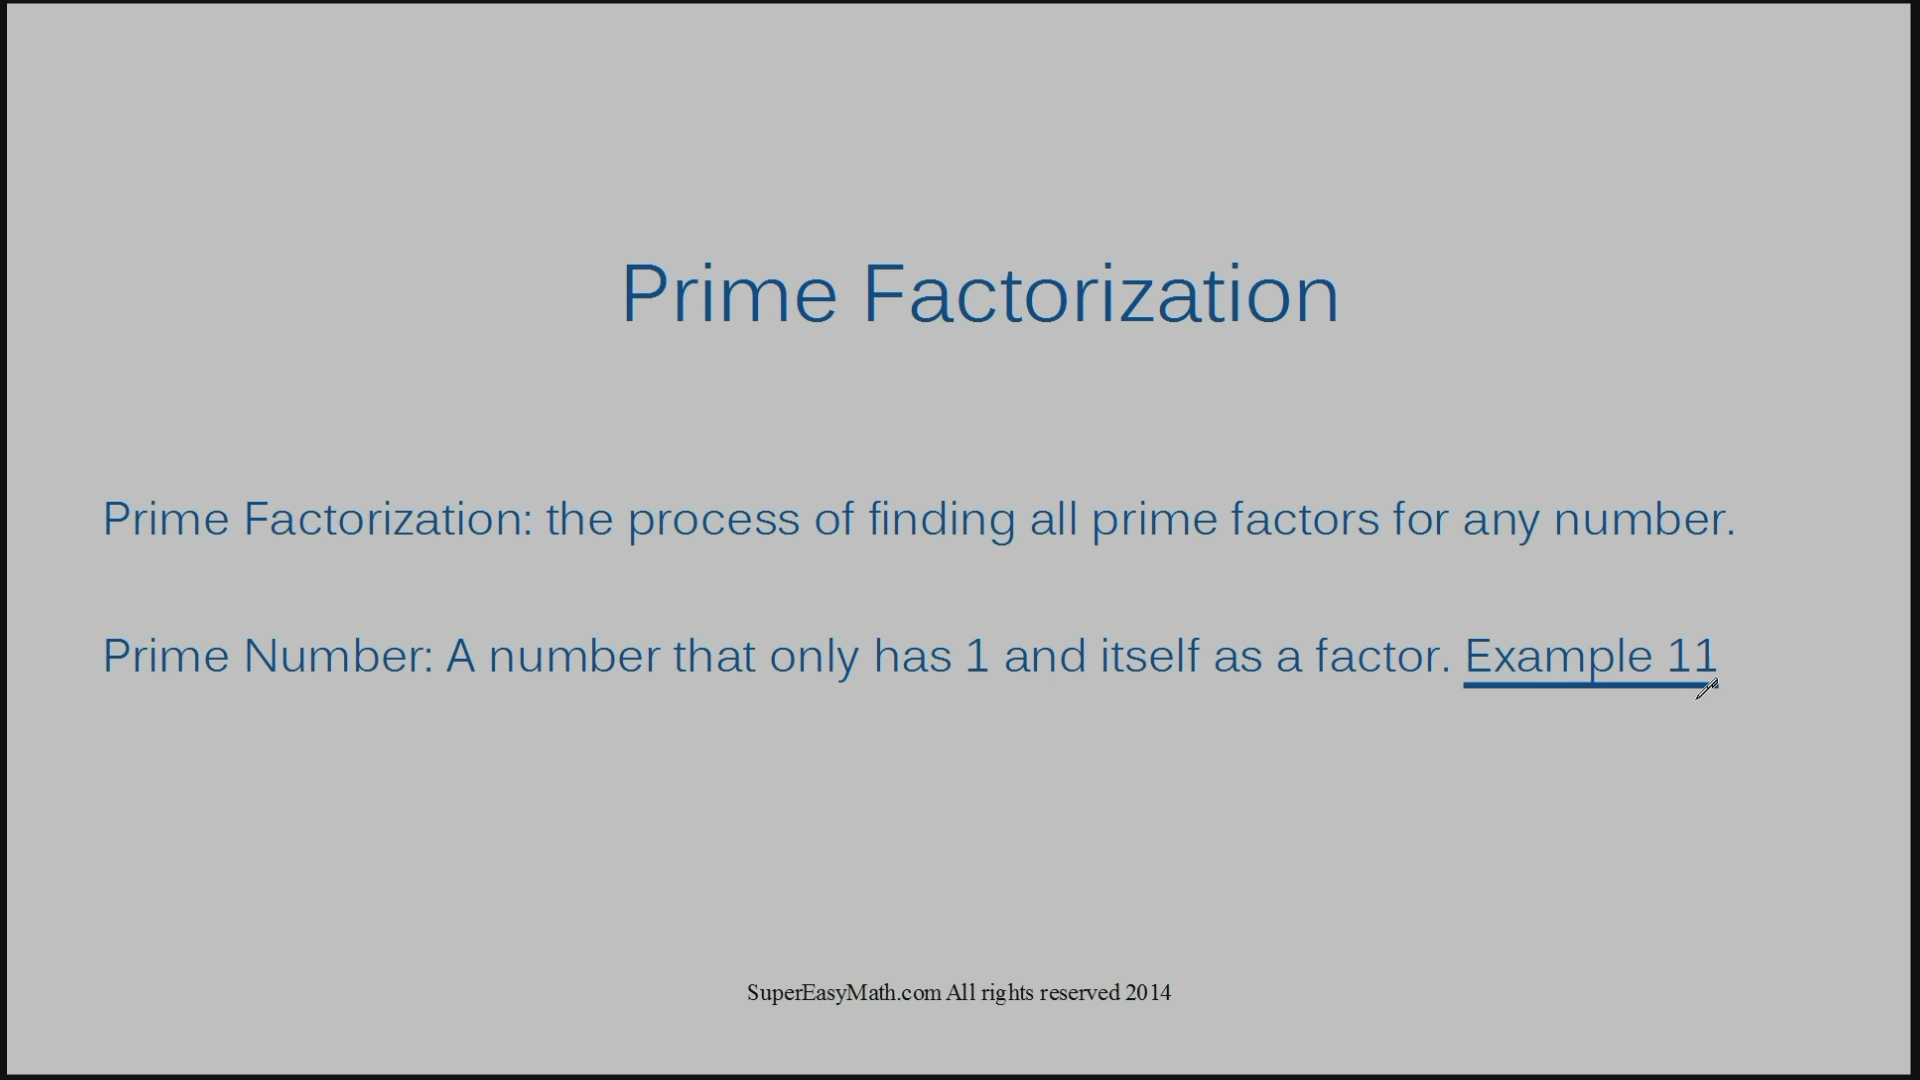 Prime Factorization
Prime Factorization: the process of finding all prime factors for any number.
Prime Number: A number that only has 1 and itself as a factor. Example 11
SuperEasyMath.com All rights reserved 2014